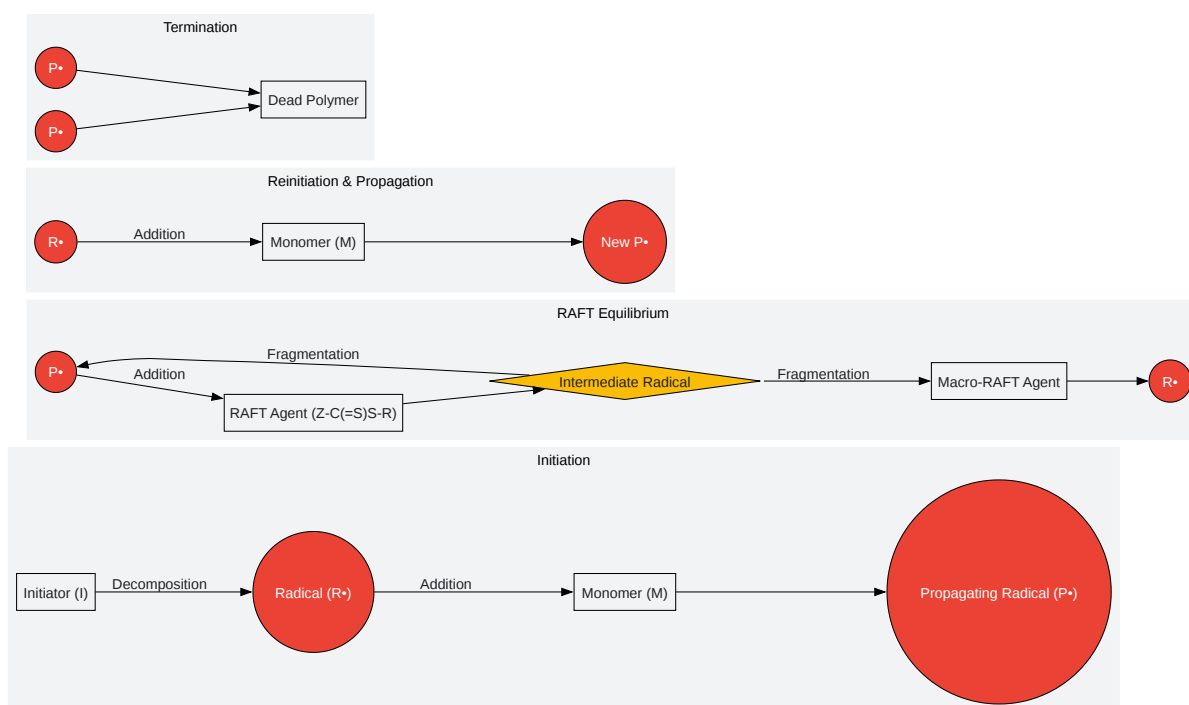 Termination
P•
Dead Polymer
P•
Reinitiation & Propagation
R•
Addition
Monomer (M)
New P•
RAFT Equilibrium
Fragmentation
P•
Addition
RAFT Agent (Z-C(=S)S-R)
Intermediate Radical
Fragmentation
Macro-RAFT Agent
R•
Initiation
Initiator (I)
Decomposition
Radical (R•)
Addition
Monomer (M)
Propagating Radical (P•)